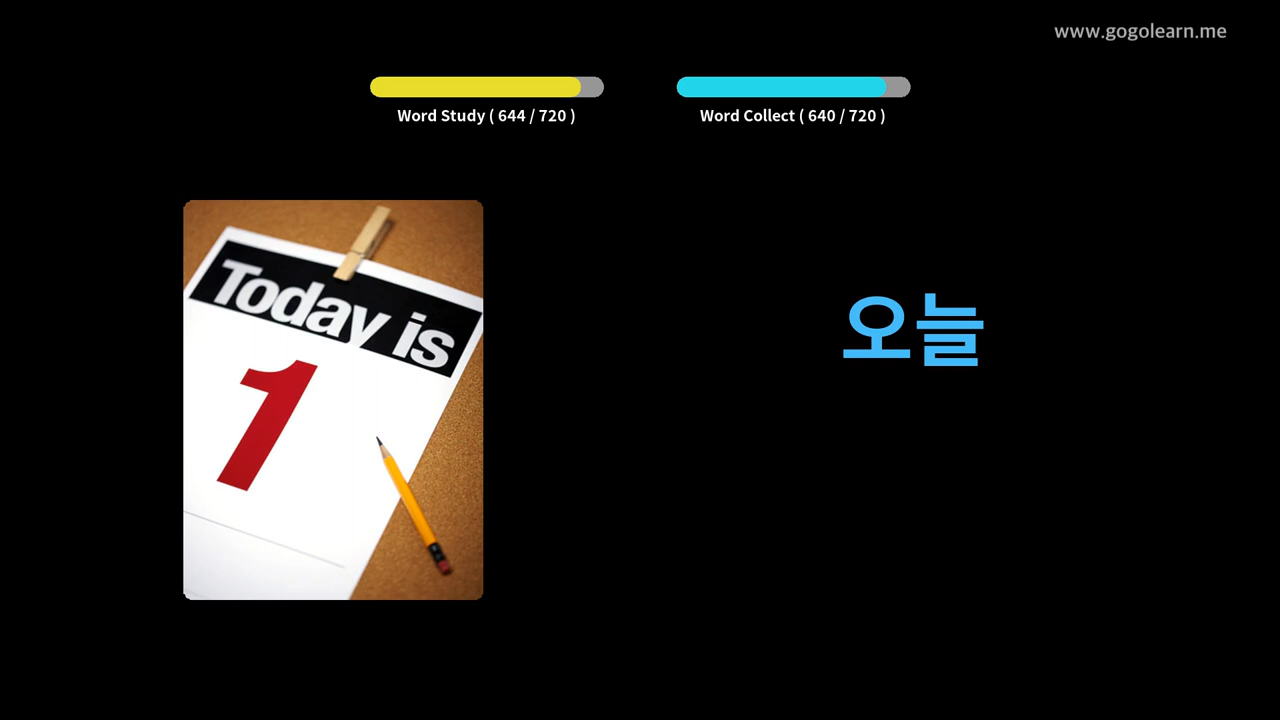 www.gogolearn.me
Word Study ( 644 / 720 )
Word Collect ( 640 / 720 )
Today is
1
오늘